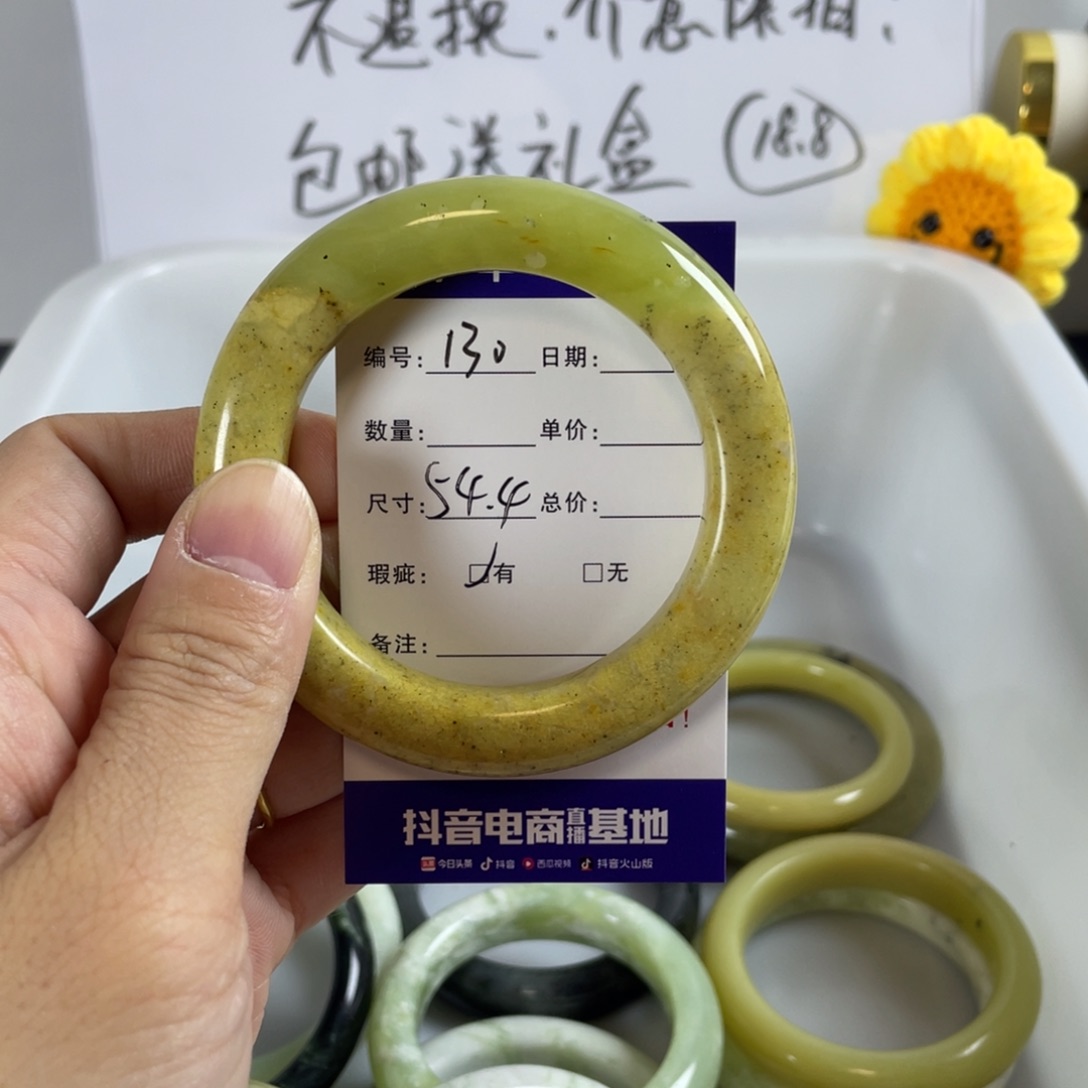 不退换.介意慎拍!
包邮送礼盒 18.8
编号: 130 日期:
数量: 单价:
尺寸: 54.4 总价:
瑕疵: □有 □无
备注:
!
抖音电商直播基地
今日头条 抖音 西瓜视频 抖音火山版